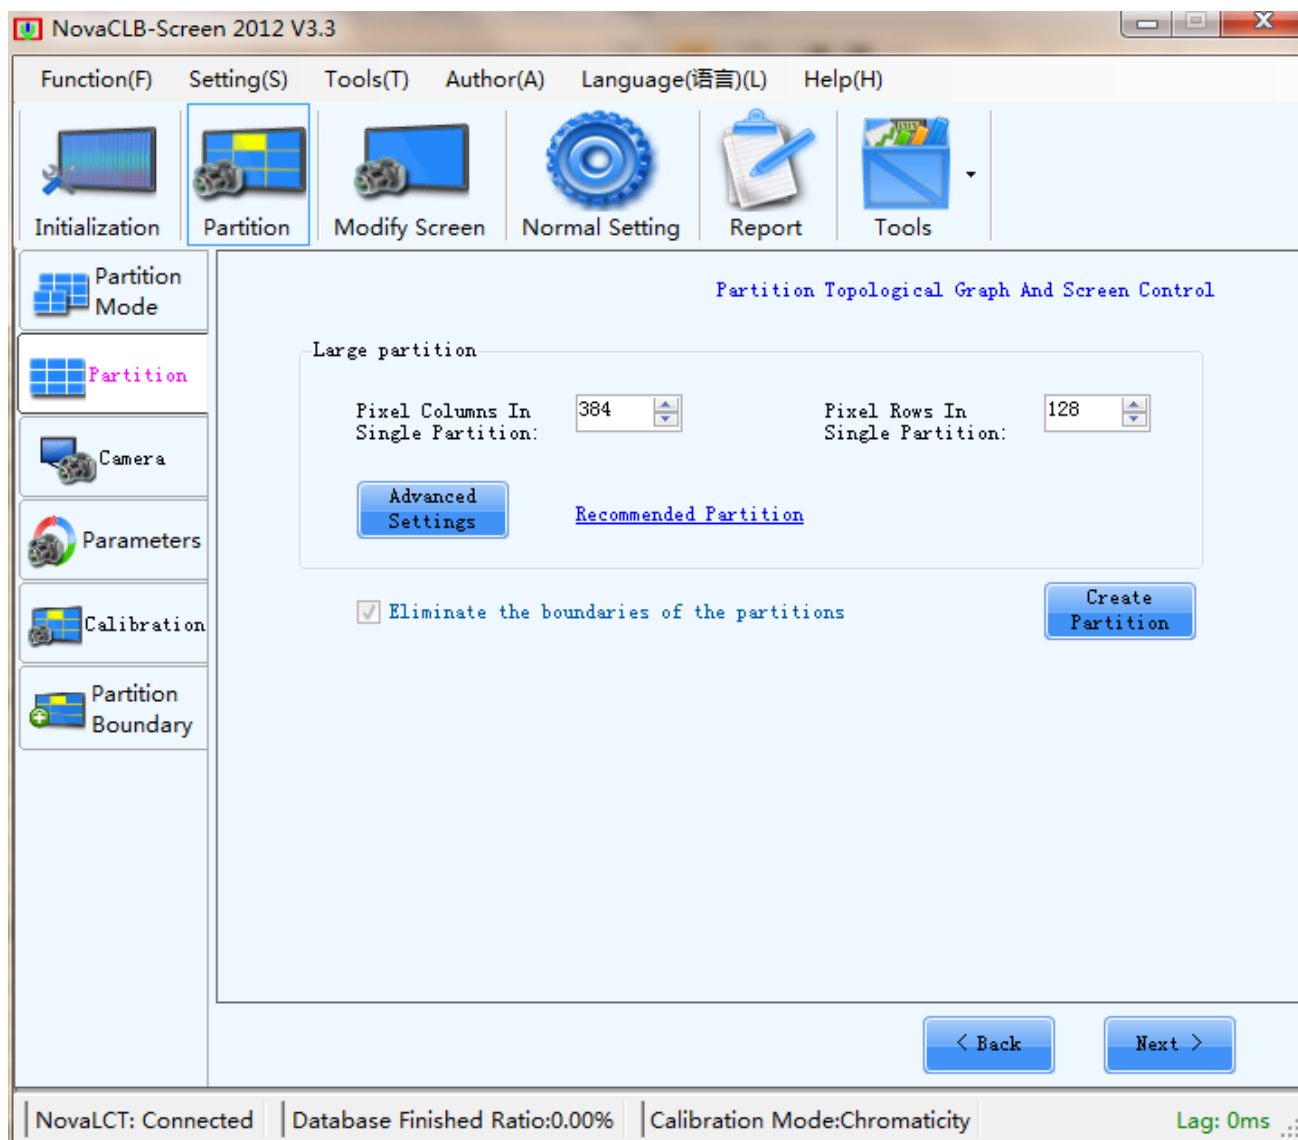 NovaCLB-Screen 2012 V3.3
Function(F) Setting(S) Tools(T) Author(A) Language(语言)(L) Help(H)
Initialization Partition Modify Screen Normal Setting Report Tools
Partition
Mode
Partition
Camera
Parameters
Calibration
Partition
Boundary
Partition Topological Graph And Screen Control
Large partition
Pixel Columns In
Single Partition:
384
Pixel Rows In
Single Partition:
128
Advanced
Settings
Recommended Partition
Eliminate the boundaries of the partitions
Create
Partition
< Back
Next >
NovaLCT: Connected Database Finished Ratio:0.00% Calibration Mode:Chromaticity Lag: 0ms